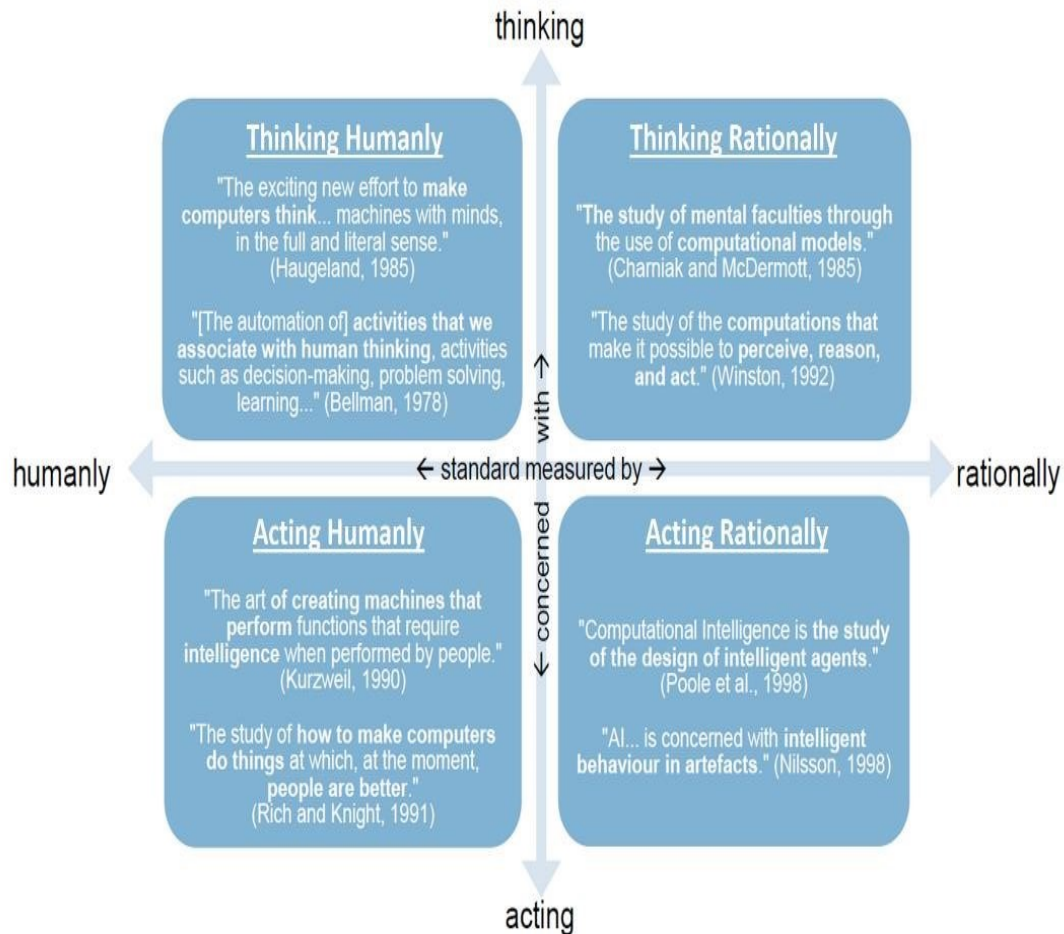 thinking
Thinking Humanly
"The exciting new effort to make
computers think... machines with minds,
in the full and literal sense."
(Haugeland, 1985)
"[The automation of] activities that we
associate with human thinking, activities
such as decision-making, problem solving,
learning..." (Bellman, 1978)
Thinking Rationally
"The study of mental faculties through
the use of computational models."
(Charniak and McDermott, 1985)
"The study of the computations that
make it possible to perceive, reason,
and act." (Winston, 1992)
humanly
← standard measured by →
rationally
← concerned with →
Acting Humanly
"The art of creating machines that
perform functions that require
intelligence when performed by people."
(Kurzweil, 1990)
"The study of how to make computers
do things at which, at the moment,
people are better."
(Rich and Knight, 1991)
Acting Rationally
"Computational Intelligence is the study
of the design of intelligent agents."
(Poole et al., 1998)
"AI... is concerned with intelligent
behaviour in artefacts." (Nilsson, 1998)
acting